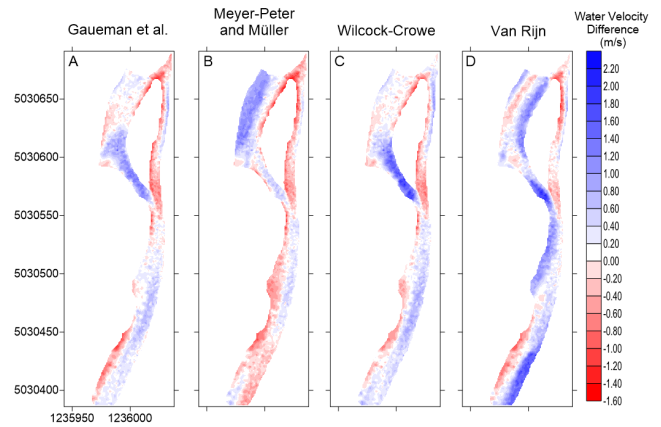 Gaueman et al.
Meyer-Peter
and Müller
Wilcock-Crowe
Van Rijn
Water Velocity
Difference
(m/s)
A
B
C
D
2.20
2.00
1.80
1.60
1.40
1.20
1.00
0.80
0.60
0.40
0.20
0.00
-0.20
-0.40
-0.60
-0.80
-1.00
-1.20
-1.40
-1.60
5030650
5030600
5030550
5030500
5030450
5030400
1235950 1236000